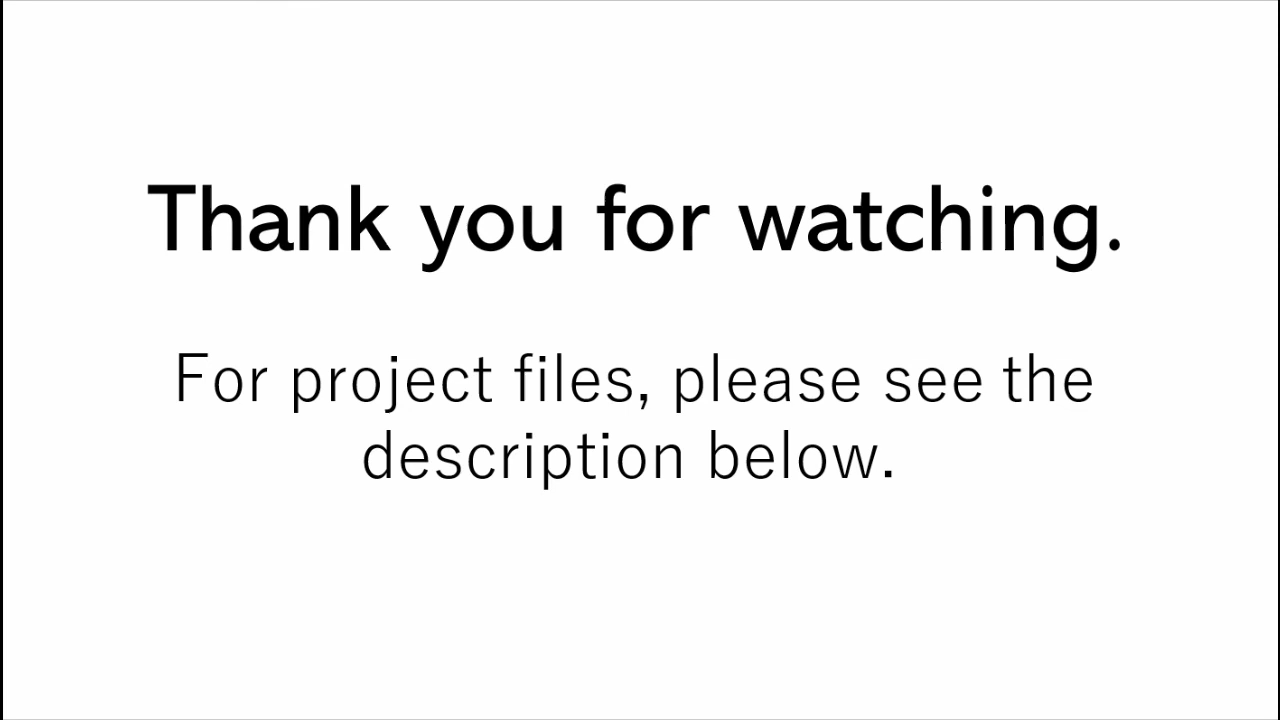 Thank you for watching.
For project files, please see the
description below.